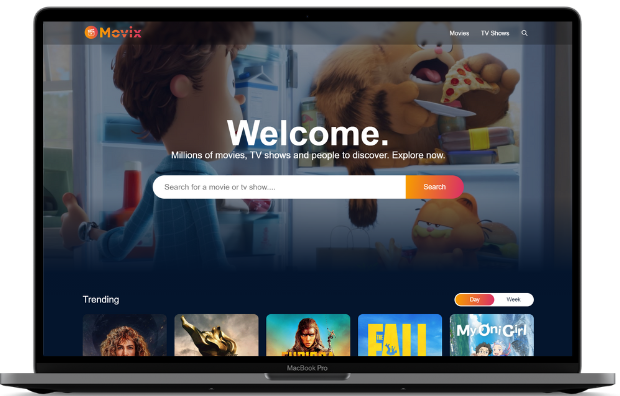 Movix
Movies TV Shows
Welcome.
Millions of movies, TV shows and people to discover. Explore now.
Search for a movie or tv show....
Search
Trending
Day Week
FURIOSA
FALL
My Oni Girl
MacBook Pro